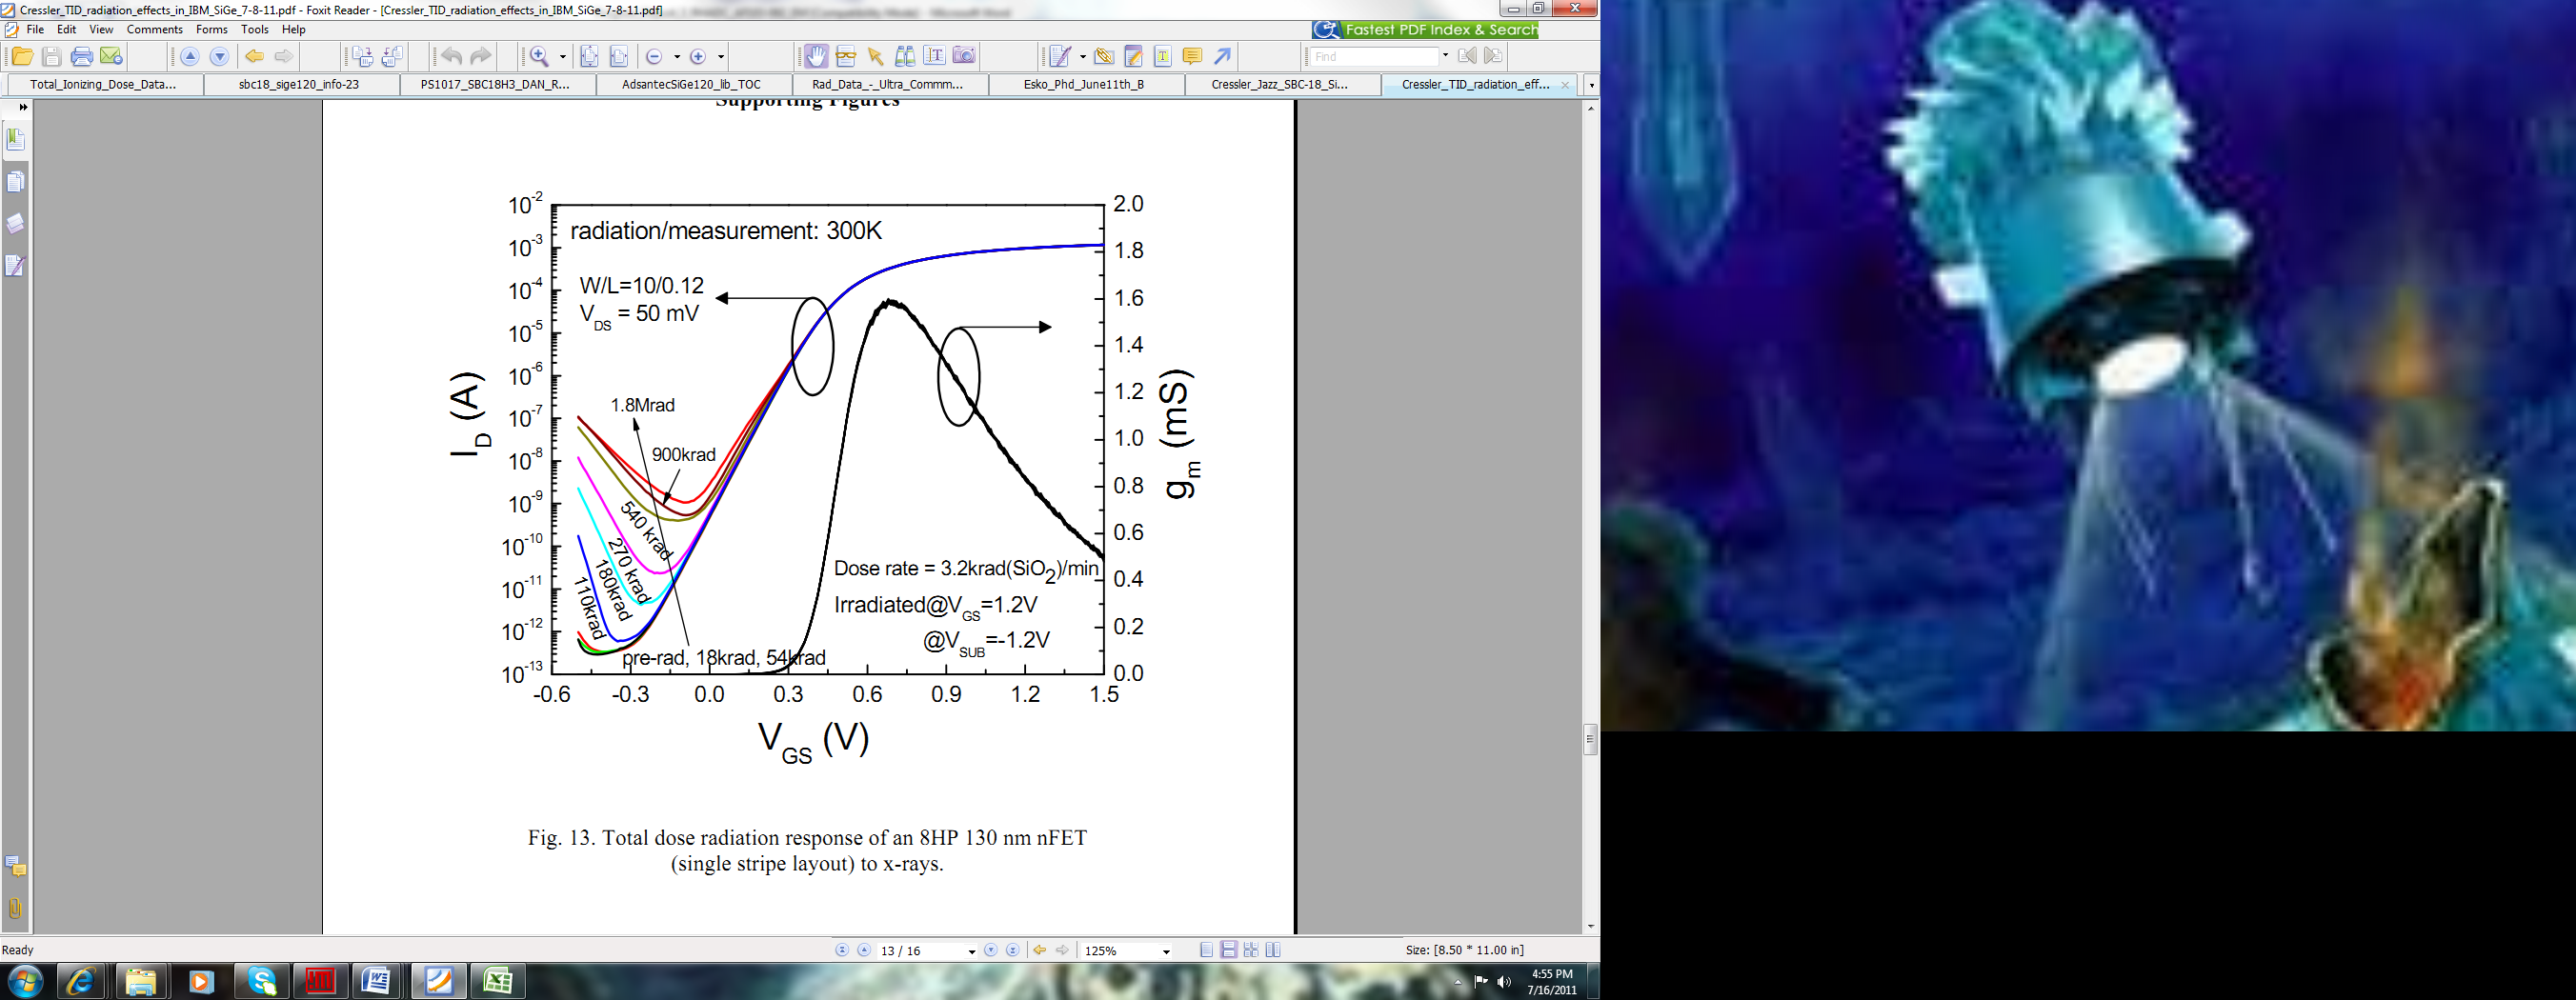 Cressler_TID_radiation_effects_in_IBM_SiGe_7-8-11.pdf - Foxit Reader - [Cressler_TID_radiation_effects_in_IBM_SiGe_7-8-11.pdf]
File Edit View Comments Forms Tools Help
Fastest PDF Index & Search
Find
Total_Ionizing_Dose_Data... sbc18_sige120_info-23 PS1017_SBC18H3_DAN_R... AdsantecSiGe120_lib_TOC Rad_Data_-_Ultra_Commm... Esko_Phd_June11th_B Cressler_Jazz_SBC-18_Si... Cressler_TID_radiation_eff...
Supporting Figures
10-2
10-3
10-4
10-5
10-6
10-7
10-8
10-9
10-10
10-11
10-12
10-13
ID (A)
radiation/measurement: 300K
W/L=10/0.12
VDS = 50 mV
1.8Mrad
900krad
540 krad
270 krad
180krad
110krad
pre-rad, 18krad, 54krad
Dose rate = 3.2krad(SiO2)/min
Irradiated@VGS=1.2V
@VSUB=-1.2V
2.0
1.8
1.6
1.4
1.2
1.0
0.8
0.6
0.4
0.2
0.0
gm (mS)
-0.6 -0.3 0.0 0.3 0.6 0.9 1.2 1.5
VGS (V)
Fig. 13. Total dose radiation response of an 8HP 130 nm nFET
(single stripe layout) to x-rays.
Ready 13 / 16 125% Size: [8.50 * 11.00 in]
4:55 PM
7/16/2011